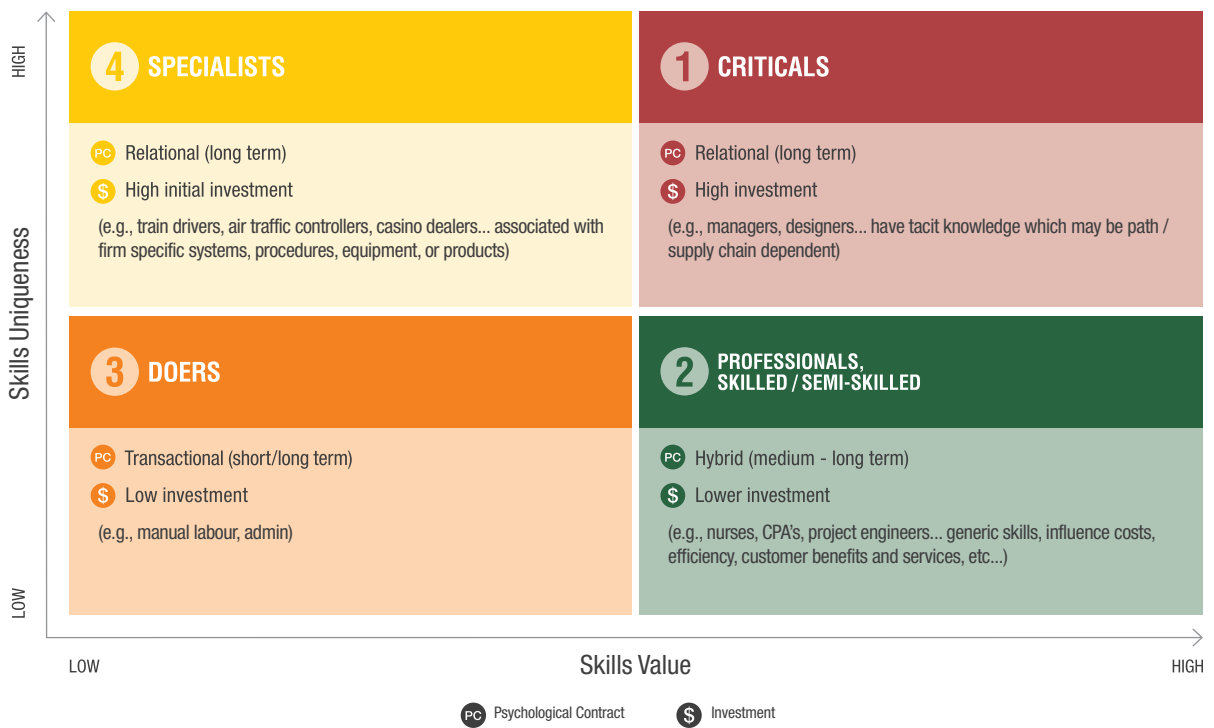 HIGH
Skills Uniqueness
LOW
4 SPECIALISTS
PC Relational (long term)
$ High initial investment
(e.g., train drivers, air traffic controllers, casino dealers... associated with
firm specific systems, procedures, equipment, or products)
1 CRITICALS
PC Relational (long term)
$ High investment
(e.g., managers, designers... have tacit knowledge which may be path /
supply chain dependent)
3 DOERS
PC Transactional (short/long term)
$ Low investment
(e.g., manual labour, admin)
2 PROFESSIONALS,
SKILLED / SEMI-SKILLED
PC Hybrid (medium - long term)
$ Lower investment
(e.g., nurses, CPA's, project engineers... generic skills, influence costs,
efficiency, customer benefits and services, etc...)
LOW
Skills Value
HIGH
PC Psychological Contract
$ Investment